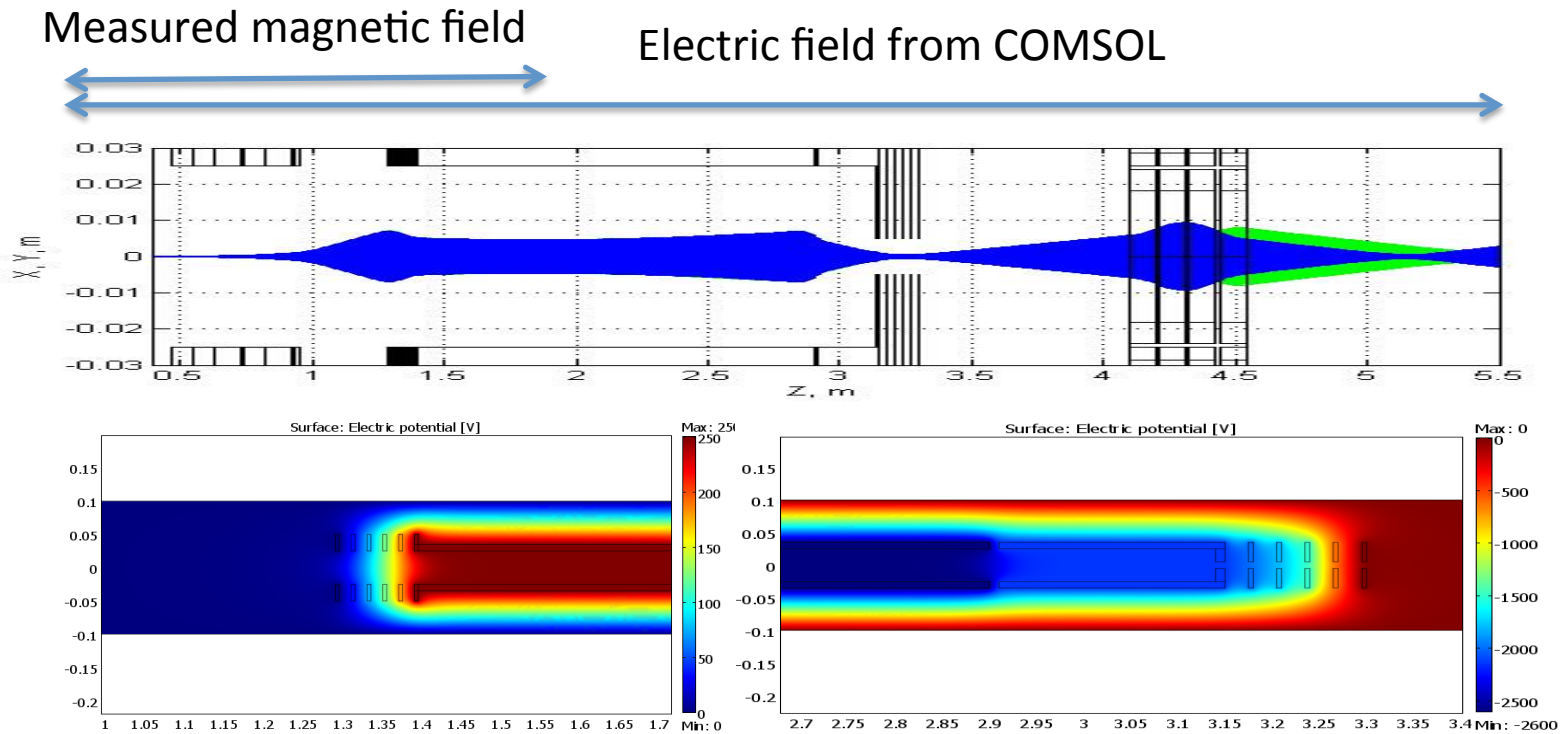 Measured magnetic field
Electric field from COMSOL
0.03
0.02
0.01
0
-0.01
-0.02
-0.03
X,Y,m
0.5 1 1.5 2 2.5 3 3.5 4 4.5 5 5.5
Z, m
Surface: Electric potential [V]
Max: 250
0.15
0.1
0.05
0
-0.05
-0.1
-0.15
-0.2
1 1.05 1.1 1.15 1.2 1.25 1.3 1.35 1.4 1.45 1.5 1.55 1.6 1.65 1.7
250
200
150
100
50
0
Min: 0
Surface: Electric potential [V]
Max: 0
0.15
0.1
0.05
0
-0.05
-0.1
-0.15
-0.2
2.7 2.75 2.8 2.85 2.9 2.95 3 3.05 3.1 3.15 3.2 3.25 3.3 3.35 3.4
0
-500
-1000
-1500
-2000
-2500
Min: -2600